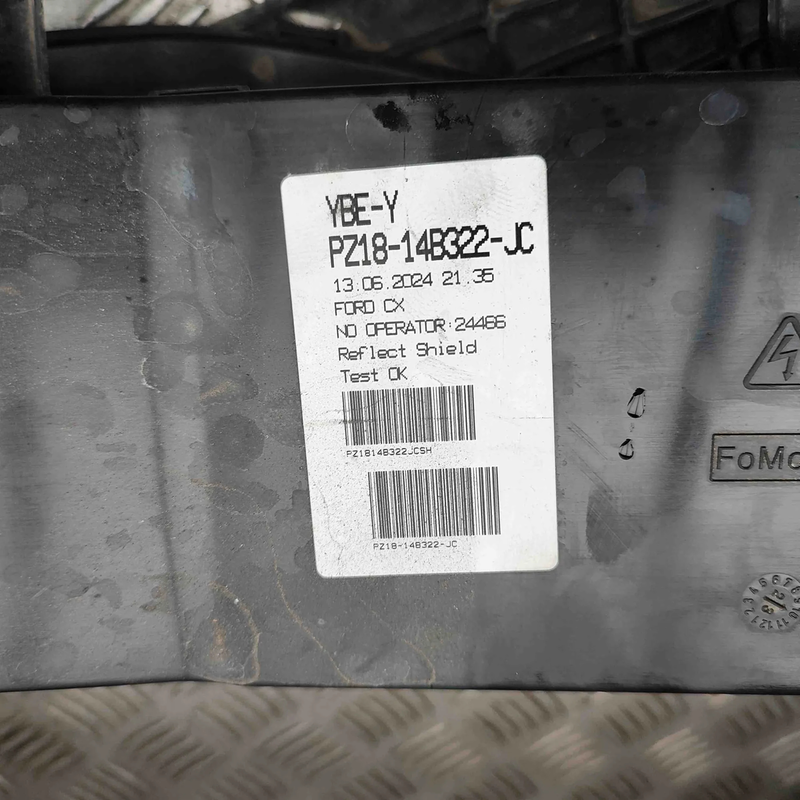 YBE-Y
PZ18-14B322-JC
13.06.2024 21.35
FORD CX
NO OPERATOR:24466
Reflect Shield
Test OK
PZ1814B322JCSH
PZ18-14B322-JC
FoMo